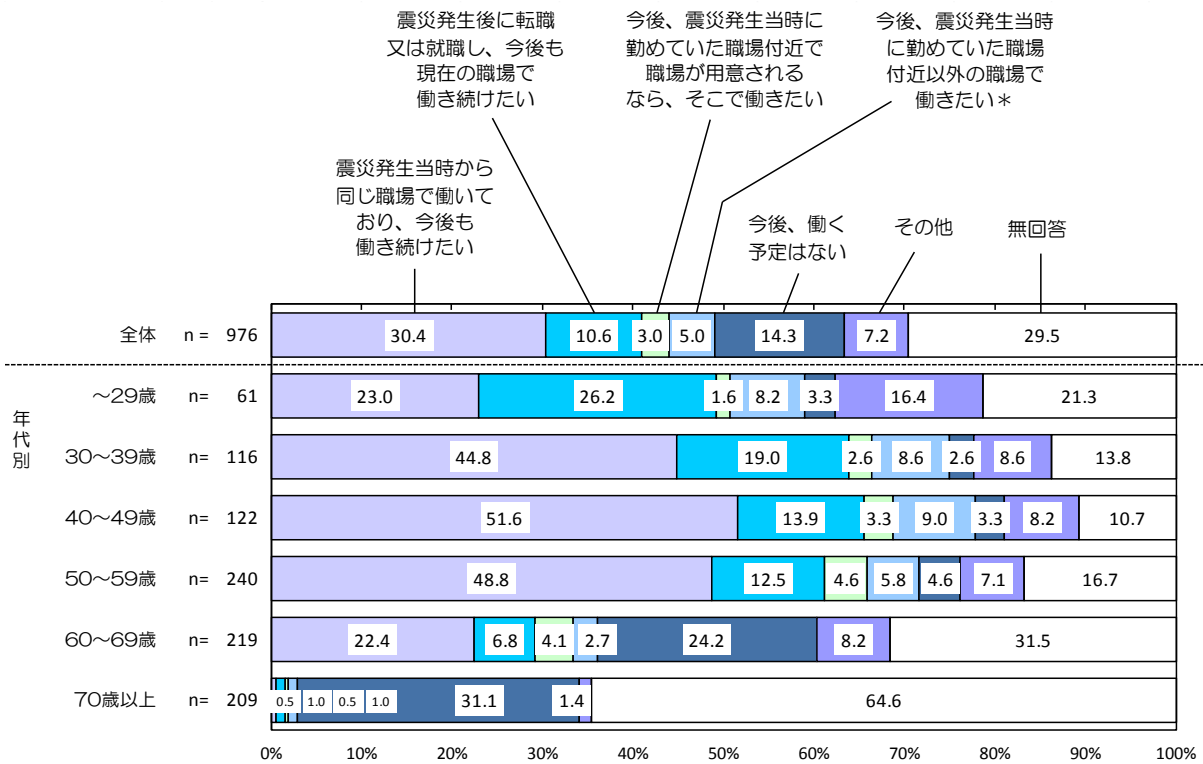 震災発生後に転職
又は就職し、今後も
現在の職場で
働き続けたい
今後、震災発生当時に
勤めていた職場付近で
職場が用意される
なら、そこで働きたい
今後、震災発生当時
に勤めていた職場
付近以外の職場で
働きたい＊
震災発生当時から
同じ職場で働いて
おり、今後も
働き続けたい
今後、働く
予定はない
その他
無回答
0% 10% 20% 30% 40% 50% 60% 70% 80% 90% 100%
全体 n = 976 30.4 10.6 3.0 5.0 14.3 7.2 29.5
年代別
～29歳 n= 61 23.0 26.2 1.6 8.2 3.3 16.4 21.3
30～39歳 n= 116 44.8 19.0 2.6 8.6 2.6 8.6 13.8
40～49歳 n= 122 51.6 13.9 3.3 9.0 3.3 8.2 10.7
50～59歳 n= 240 48.8 12.5 4.6 5.8 4.6 7.1 16.7
60～69歳 n= 219 22.4 6.8 4.1 2.7 24.2 8.2 31.5
70歳以上 n= 209 0.5 1.0 0.5 1.0 31.1 1.4 64.6
0% 10% 20% 30% 40% 50% 60% 70% 80% 90% 100%